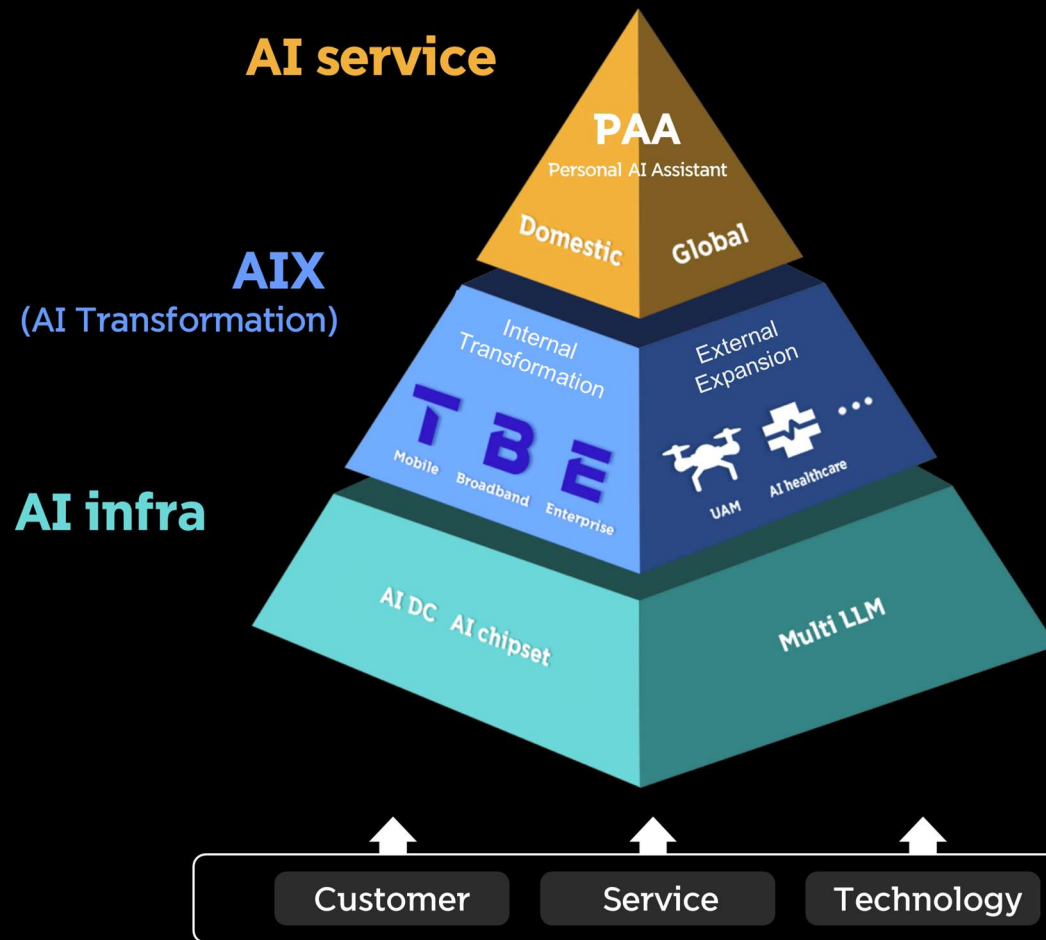 AI service
PAA
Personal AI Assistant
Domestic
Global
AIX
(AI Transformation)
Internal
Transformation
External
Expansion
T
B
E
Mobile
Broadband
Enterprise
UAM
AI healthcare
...
AI infra
AI DC AI chipset
Multi LLM
Customer
Service
Technology